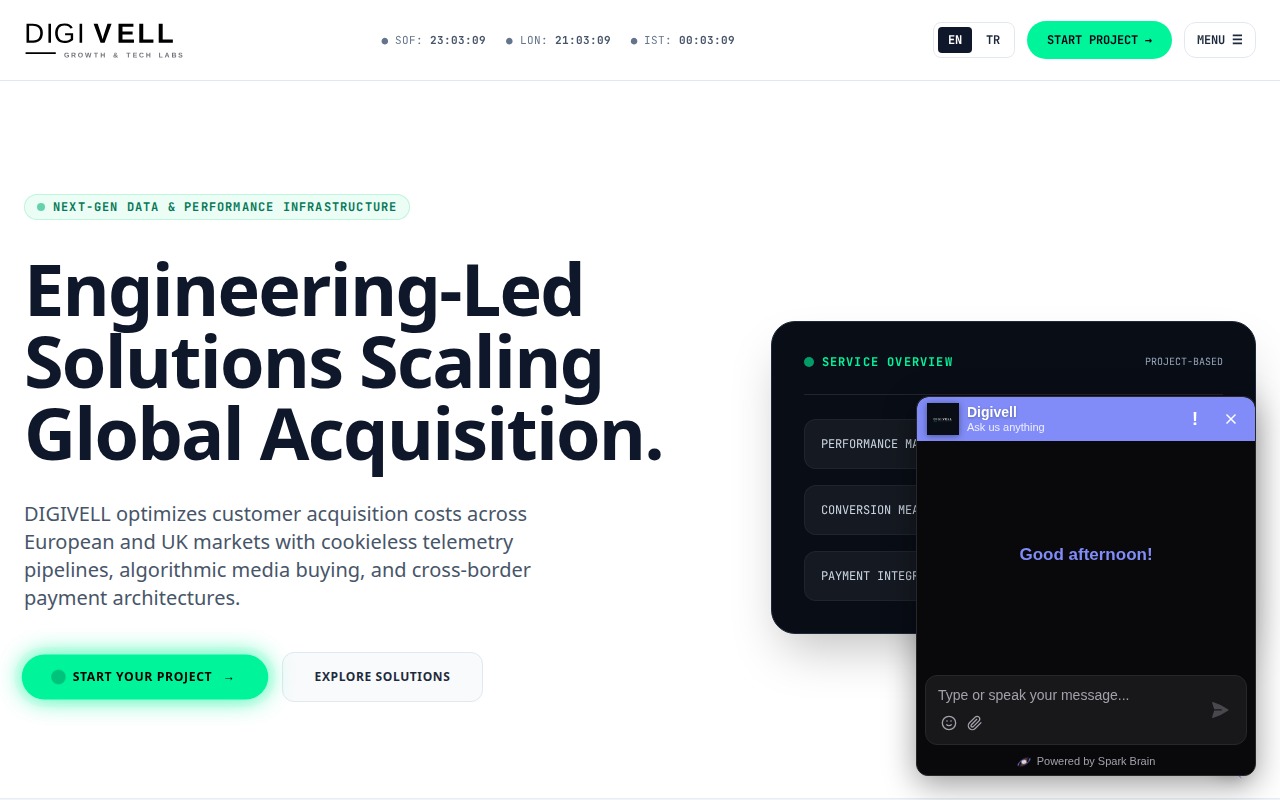 DIGI VELL
GROWTH & TECH LABS
SOF: 23:03:09
LON: 21:03:09
IST: 00:03:09
EN
TR
START PROJECT →
MENU ☰
NEXT-GEN DATA & PERFORMANCE INFRASTRUCTURE
Engineering-Led
Solutions Scaling
Global Acquisition.
DIGIVELL optimizes customer acquisition costs across
European and UK markets with cookieless telemetry
pipelines, algorithmic media buying, and cross-border
payment architectures.
START YOUR PROJECT →
EXPLORE SOLUTIONS
SERVICE OVERVIEW
PROJECT-BASED
PERFORMANCE
CONVERSION
PAYMENT
Digivell
Ask us anything
Good afternoon!
Type or speak your message...
Powered by Spark Brain